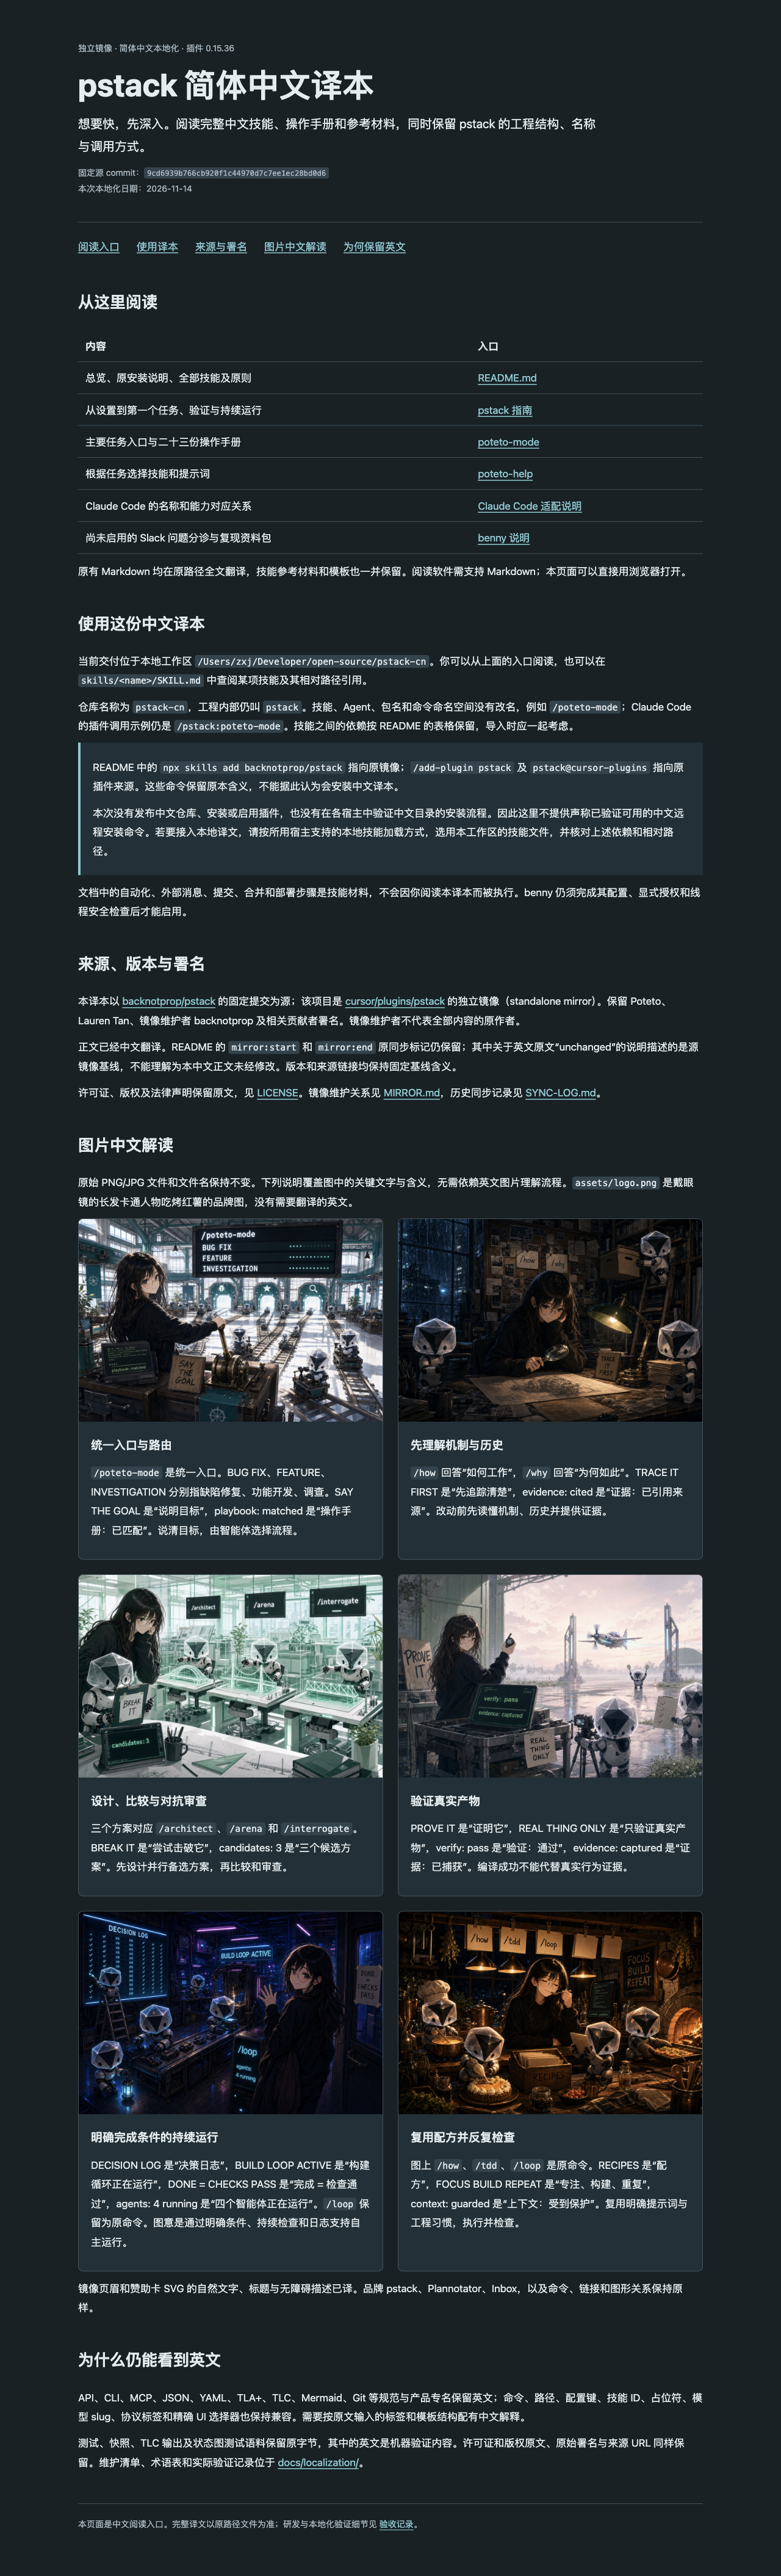 独立镜像 · 简体中文本地化 · 插件 0.15.36
pstack 简体中文译本
想要快，先深入。阅读完整中文技能、操作手册和参考材料，同时保留 pstack 的工程结构、名称
与调用方式。
固定源 commit：9cd6939b766cb920f1c44970d7c7ee1ec28bd0d6
本次本地化日期：2026-11-14
阅读入口 使用译本 来源与署名 图片中文解读 为何保留英文
从这里阅读
内容 入口
总览、原安装说明、全部技能及原则 README.md
从设置到第一个任务、验证与持续运行 pstack 指南
主要任务入口与二十三份操作手册 poteto-mode
根据任务选择技能和提示词 poteto-help
Claude Code 的名称和能力对应关系 Claude Code 适配说明
尚未启用的 Slack 问题分诊与复现资料包 benny 说明
原有 Markdown 均在原路径全文翻译，技能参考材料和模板也一并保留。阅读软件需支持 Markdown；本页面可以直接用浏览器打开。
使用这份中文译本
当前交付位于本地工作区 /Users/zxj/Developer/open-source/pstack-cn。你可以从上面的入口阅读，也可以在
skills/<name>/SKILL.md 中查阅某项技能及其相对路径引用。
仓库名称为 pstack-cn，工程内部仍叫 pstack。技能、Agent、包名和命令命名空间没有改名，例如 /poteto-mode；Claude Code
的插件调用示例仍是 /pstack:poteto-mode。技能之间的依赖按 README 的表格保留，导入时应一起考虑。
README 中的 npx skills add backnotprop/pstack 指向原镜像；/add-plugin pstack 及 pstack@cursor-plugins 指向原
插件来源。这些命令保留原本含义，不能据此认为会安装中文译本。
本次没有发布中文仓库、安装或启用插件，也没有在各宿主中验证中文目录的安装流程。因此这里不提供声称已验证可用的中文远
程安装命令。若要接入本地译本，请按所用宿主支持的本地技能加载方式，选用本工作区的技能文件，并核对上述依赖和相对路
径。
文档中的自动化、外部消息、提交、合并和部署步骤是技能材料，不会因你阅读本译本而被执行。benny 仍须完成其配置、显式授权和线
程安全检查后才能启用。
来源、版本与署名
本译本以 backnotprop/pstack 的固定提交为源；该项目是 cursor/plugins/pstack 的独立镜像（standalone mirror）。保留 Poteto、
Lauren Tan、镜像维护者 backnotprop 及相关贡献者署名。镜像维护者不代表全部内容的原作者。
正文已经中文翻译。README 的 mirror:start 和 mirror:end 原同步标记仍保留；其中关于英文原文“unchanged”的说明描述的是源
镜像基线，不能理解为本中文正文未经修改。版本和来源链接均保持固定基线含义。
许可证、版权及法律声明保留原文，见 LICENSE。镜像维护关系见 MIRROR.md，历史同步记录见 SYNC-LOG.md。
图片中文解读
原始 PNG/JPG 文件和文件名保持不变。下列说明覆盖图中的关键文字与含义，无需依赖英文图片理解流程。assets/logo.png 是戴眼
镜的长发卡通人物吃烤红薯的品牌图，没有需要翻译的英文。
/poteto-mode
BUG FIX
FEATURE
INVESTIGATION
playbook: matched
SAY
THE GOAL
/how
/why
TRACE IT
FIRST
统一入口与路由
/poteto-mode 是统一入口。BUG FIX、FEATURE、
INVESTIGATION 分别指缺陷修复、功能开发、调查。SAY
THE GOAL 是“说明目标”，playbook: matched 是“操作手
册：已匹配”。说清目标，由智能体选择流程。
先理解机制与历史
/how 回答“如何工作”，/why 回答“为何如此”。TRACE IT
FIRST 是“先追踪清楚”，evidence: cited 是“证据：已引用来
源”。改动前先读懂机制、历史并提供证据。
/architect
/arena
/interrogate
BREAK
IT
candidates: 3
PROVE
IT
verify: pass
evidence: captured
REAL
THING
ONLY
设计、比较与对抗审查
三个方案对应 /architect、/arena 和 /interrogate。
BREAK IT 是“尝试击破它”，candidates: 3 是“三个候选方
案”。先设计并行备选方案，再比较和审查。
验证真实产物
PROVE IT 是“证明它”，REAL THING ONLY 是“只验证真实产
物”，verify: pass 是“验证：通过”，evidence: captured 是“证
据：已捕获”。编译成功不能代替真实行为证据。
DECISION LOG
BUILD LOOP ACTIVE
DONE =
CHECKS
PASS
/loop
agents:
4 running
/how
/tdd
/loop
FOCUS
BUILD
REPEAT
RECIPES
明确完成条件的持续运行
DECISION LOG 是“决策日志”，BUILD LOOP ACTIVE 是“构建
循环正在运行”，DONE = CHECKS PASS 是“完成 = 检查通
过”，agents: 4 running 是“四个智能体正在运行”。/loop 保
留为原命令。图意是通过明确条件、持续检查和日志支持自
主运行。
复用配方并反复检查
图上 /how、/tdd、/loop 是原命令。RECIPES 是“配
方”，FOCUS BUILD REPEAT 是“专注、构建、重复”，
context: guarded 是“上下文：受到保护”。复用明确提示词与
工程习惯，执行并检查。
镜像页眉和赞助卡 SVG 的自然文字、标题与无障碍描述已译。品牌 pstack、Plannotator、Inbox，以及命令、链接和图形关系保持原
样。
为什么仍能看到英文
API、CLI、MCP、JSON、YAML、TLA+、TLC、Mermaid、Git 等规范与产品专名保留英文；命令、路径、配置键、技能 ID、占位符、模
型 slug、协议标签和精确 UI 选择器也保持兼容。需要按原文输入的标签和模板结构配有中文解释。
测试、快照、TLC 输出及状态图测试语料保留原字节，其中的英文是机器验证内容。许可证和版权原文、原始署名与来源 URL 同样保
留。维护清单、术语表和实际验证记录位于 docs/localization/。
本页面是中文阅读入口。完整译文以原路径文件为准；研发与本地化验证细节见 验收记录。